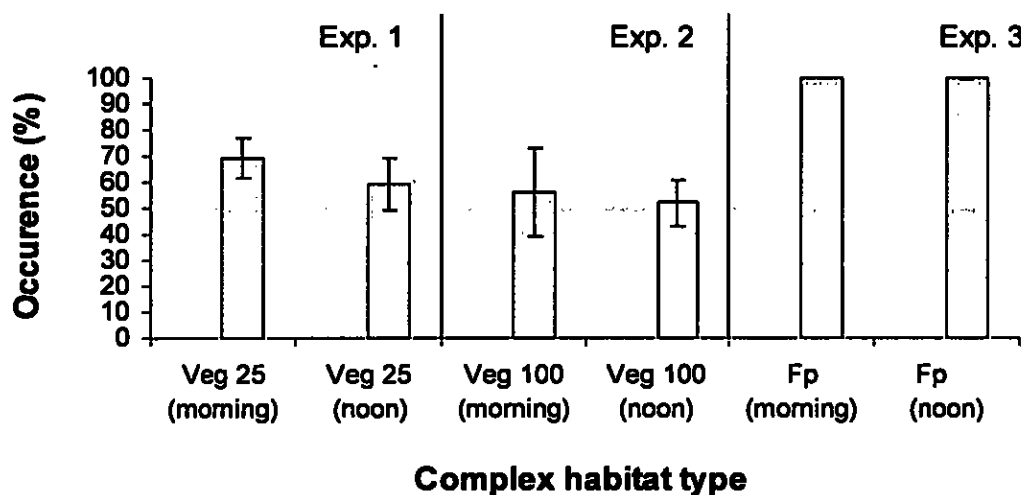 Exp. 1 Exp. 2 Exp. 3
Occurence (%)
100
90
80
70
60
50
40
30
20
10
0
Veg 25 Veg 25 Veg 100 Veg 100 Fp Fp
(morning) (noon) (morning) (noon) (morning) (noon)
Complex habitat type